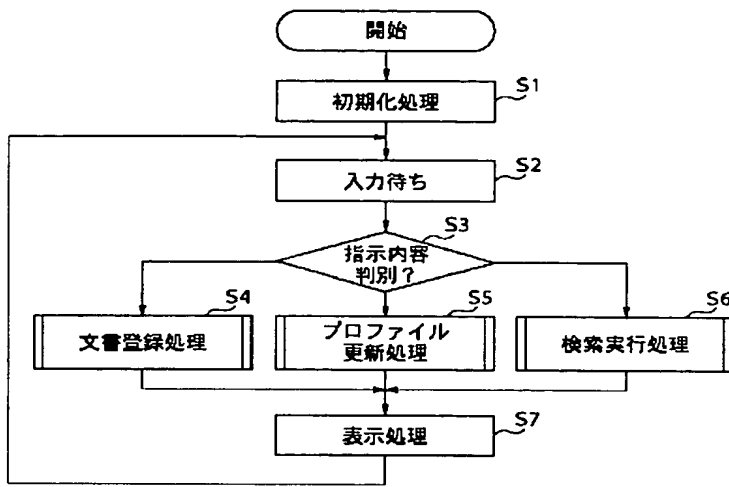 開始
S1
初期化処理
S2
入力待ち
S3
指示内容
判別？
S4
文書登録処理
S5
プロファイル
更新処理
S6
検索実行処理
S7
表示処理